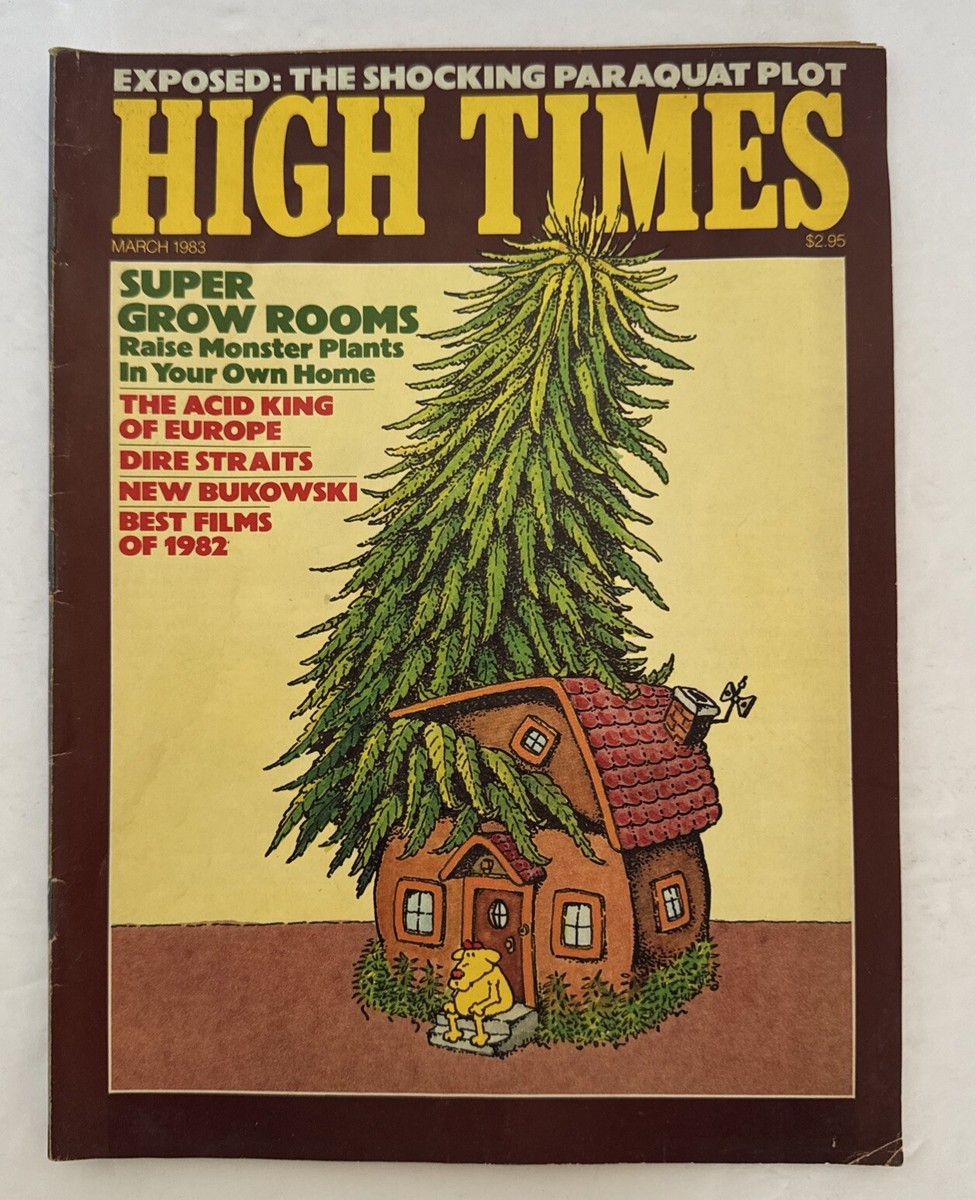 EXPOSED: THE SHOCKING PARAQUAT PLOT
HIGH TIMES
MARCH 1983
$2.95
SUPER
GROW ROOMS
Raise Monster Plants
In Your Own Home
THE ACID KING
OF EUROPE
DIRE STRAITS
NEW BUKOWSKI
BEST FILMS
OF 1982